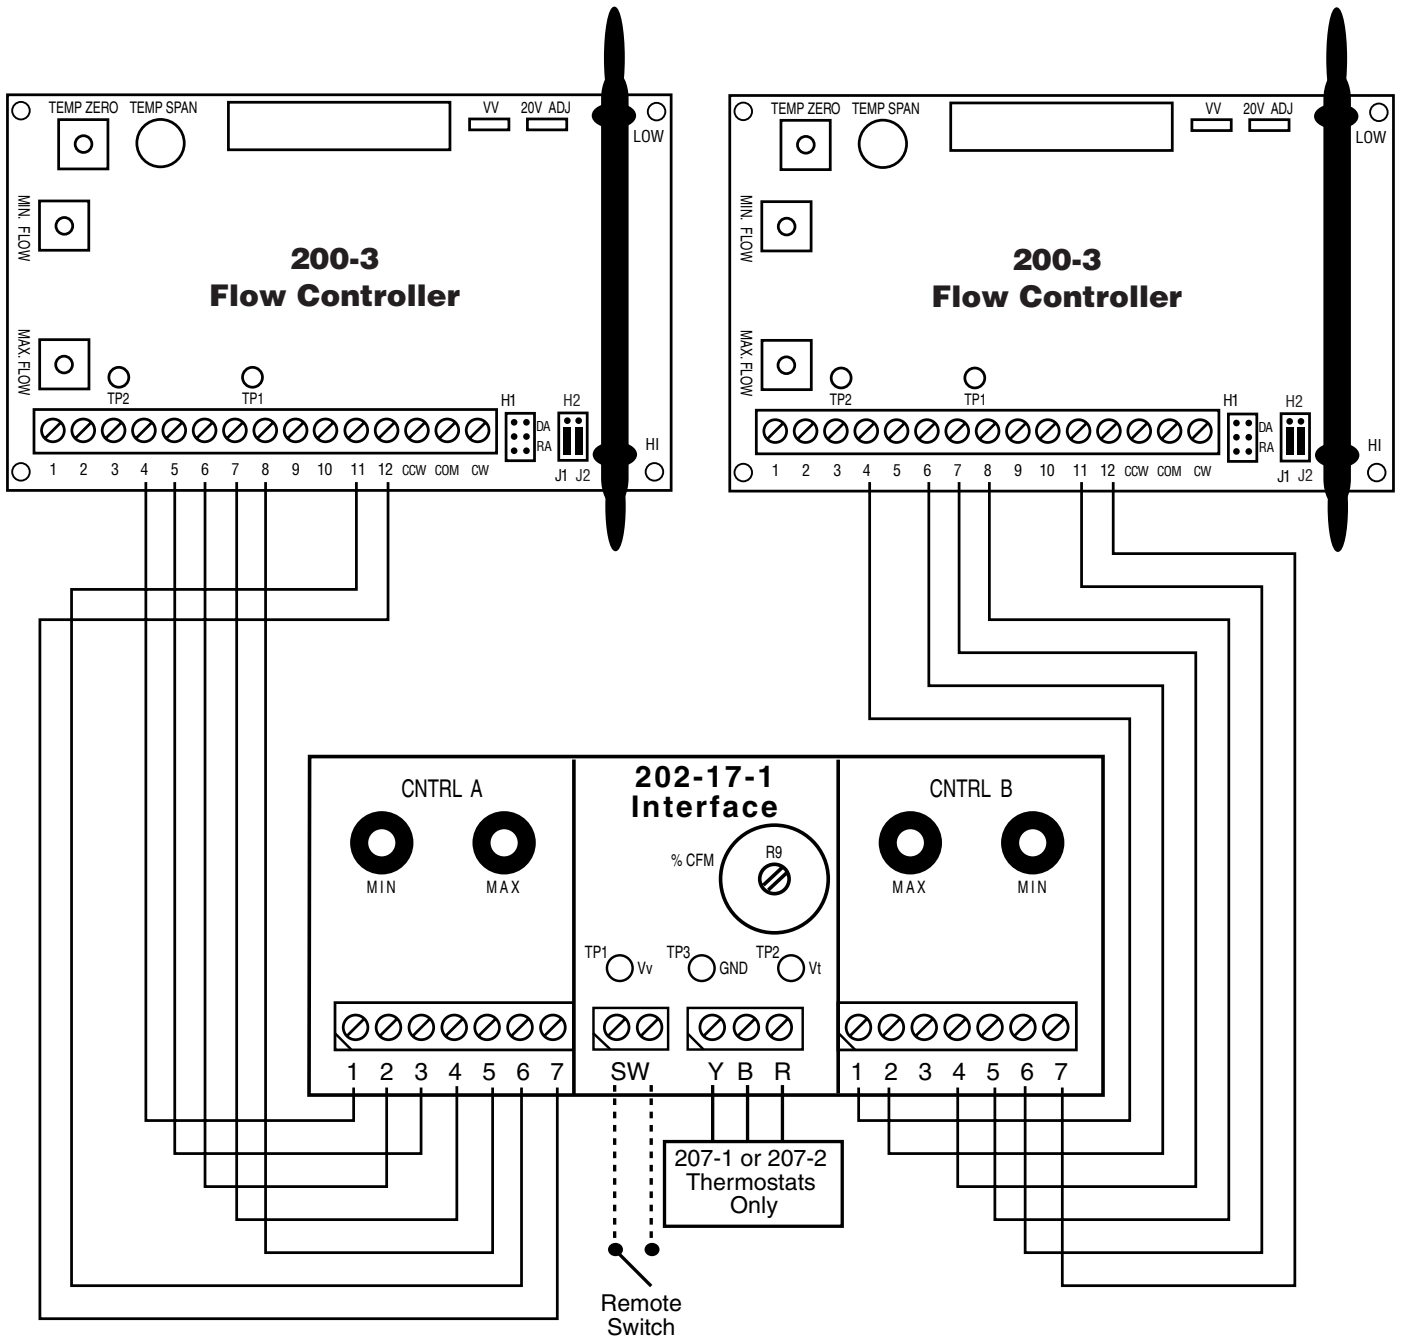 TEMP ZERO TEMP SPAN VV 20V ADJ
LOW
MIN. FLOW
200-3
Flow Controller
MAX. FLOW
TP2 TP1
H1 H2
DA
RA
HI
1 2 3 4 5 6 7 8 9 10 11 12 CCW COM CW
J1 J2
TEMP ZERO TEMP SPAN VV 20V ADJ
LOW
MIN. FLOW
200-3
Flow Controller
MAX. FLOW
TP2 TP1
H1 H2
DA
RA
HI
1 2 3 4 5 6 7 8 9 10 11 12 CCW COM CW
J1 J2
CNTRL A
MIN MAX
1 2 3 4 5 6 7
202-17-1
Interface
% CFM
R9
TP1 Vv TP3 GND TP2 Vt
SW Y B R
CNTRL B
MAX MIN
1 2 3 4 5 6 7
207-1 or 207-2
Thermostats
Only
Remote
Switch